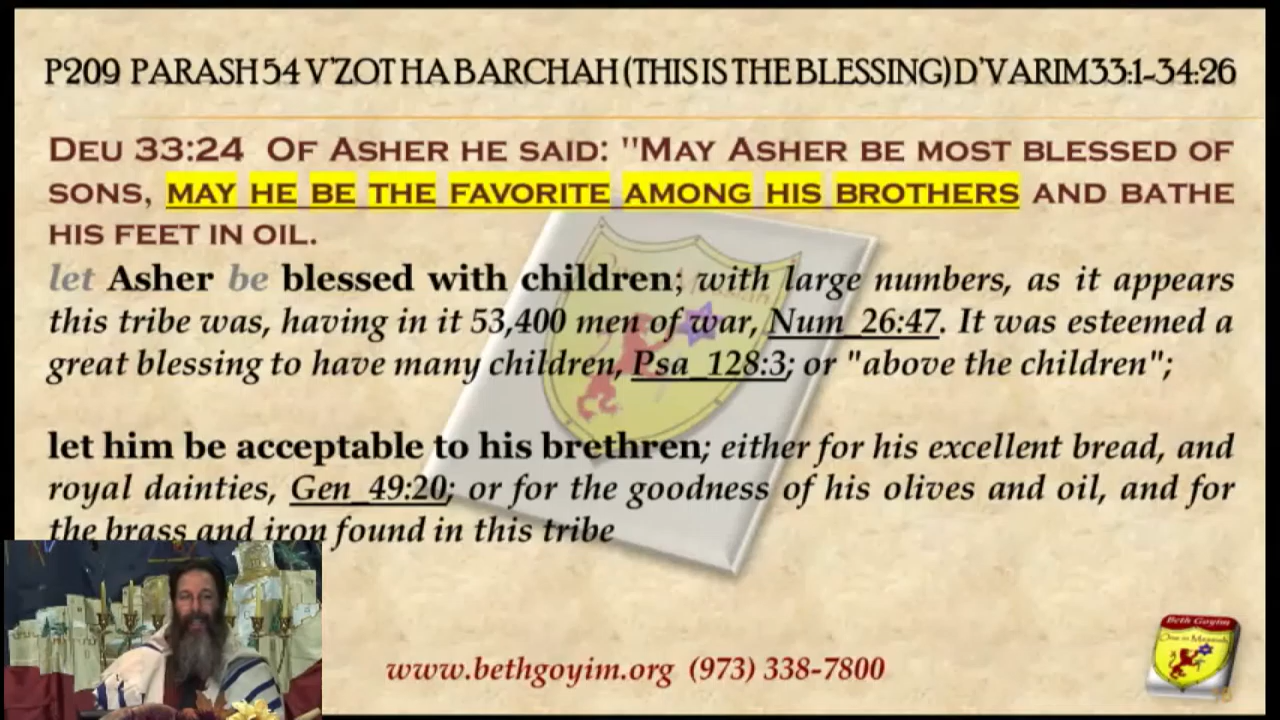 P209 PARASH 54 V'ZOT HA BARCHAH (THIS IS THE BLESSING) D'VARIM 33:1-34:26
DEU 33:24 OF ASHER HE SAID: "MAY ASHER BE MOST BLESSED OF
SONS, MAY HE BE THE FAVORITE AMONG HIS BROTHERS AND BATHE
HIS FEET IN OIL.
let Asher be blessed with children; with large numbers, as it appears
this tribe was, having in it 53,400 men of war, Num_26:47. It was esteemed a
great blessing to have many children, Psa_128:3; or "above the children";
let him be acceptable to his brethren; either for his excellent bread, and
royal dainties, Gen_49:20; or for the goodness of his olives and oil, and for
the brass and iron found in this tribe
www.bethgoyim.org (973) 338-7800
Beth Goyim
One in Messiah